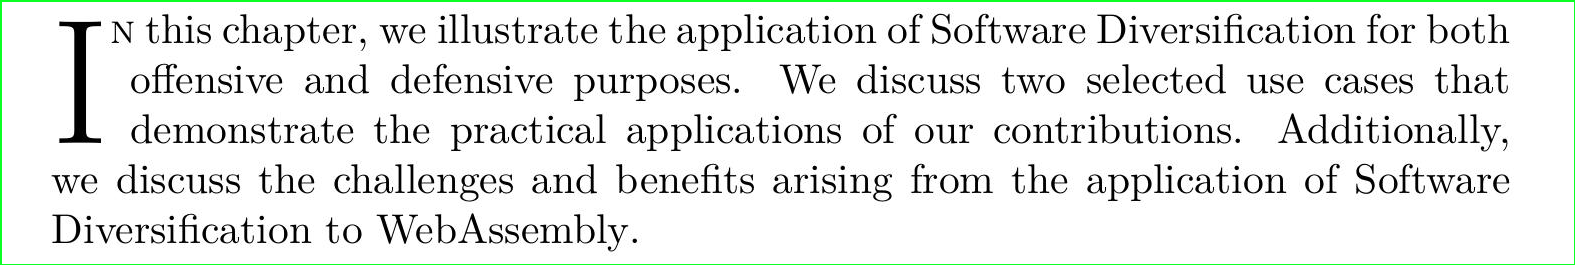 IN this chapter, we illustrate the application of Software Diversification for both
offensive and defensive purposes. We discuss two selected use cases that
demonstrate the practical applications of our contributions. Additionally,
we discuss the challenges and benefits arising from the application of Software
Diversification to WebAssembly.